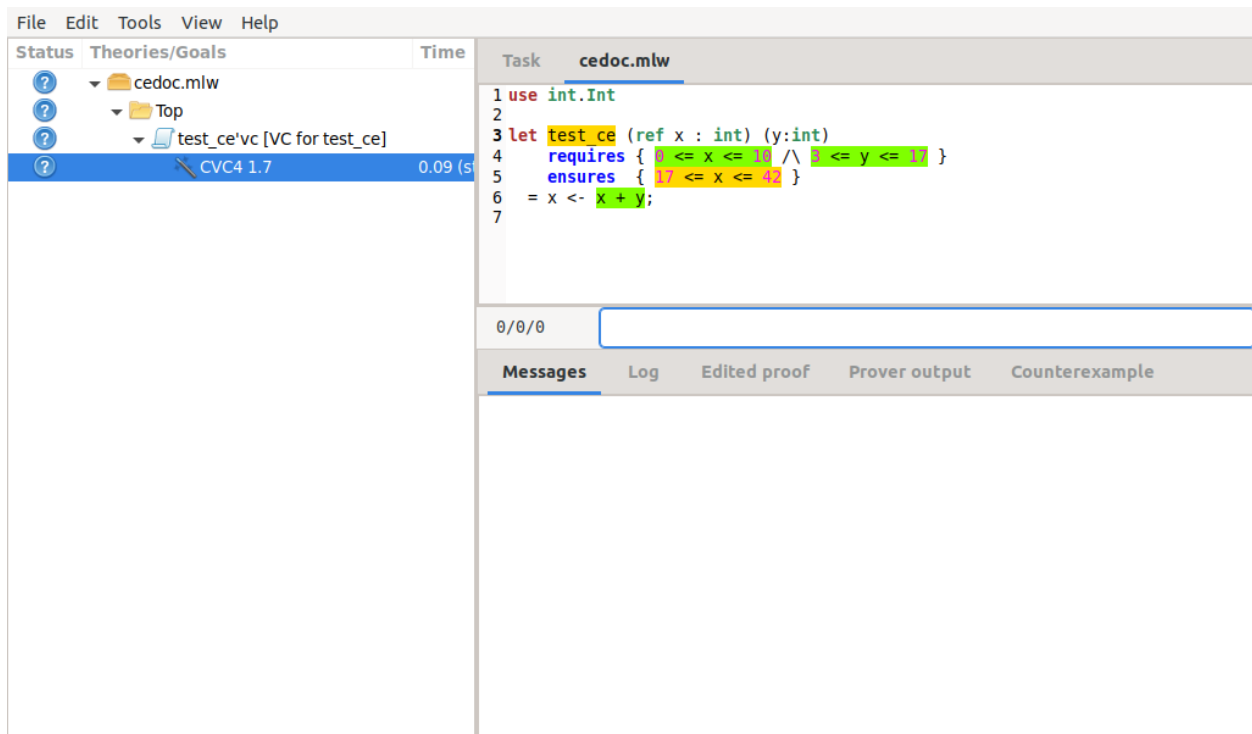 File Edit Tools View Help
Status Theories/Goals Time
cedoc.mlw
Top
test_ce'vc [VC for test_ce]
CVC4 1.7 0.09 (st
Task cedoc.mlw
1 use int.Int
2
3 let test_ce (ref x : int) (y:int)
4 requires { 0 <= x <= 10 /\ 3 <= y <= 17 }
5 ensures { 17 <= x <= 42 }
6 = x <- x + y;
7
0/0/0
Messages Log Edited proof Prover output Counterexample